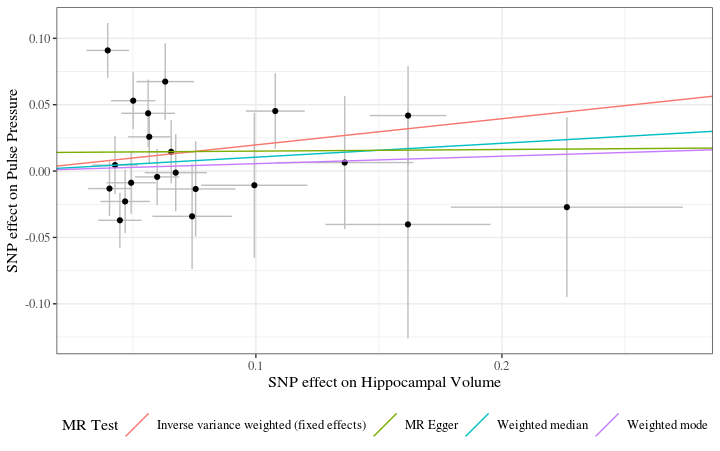 SNP effect on Pulse Pressure
0.10
0.05
0.00
-0.05
-0.10
0.1
0.2
SNP effect on Hippocampal Volume
MR Test
Inverse variance weighted (fixed effects)
MR Egger
Weighted median
Weighted mode